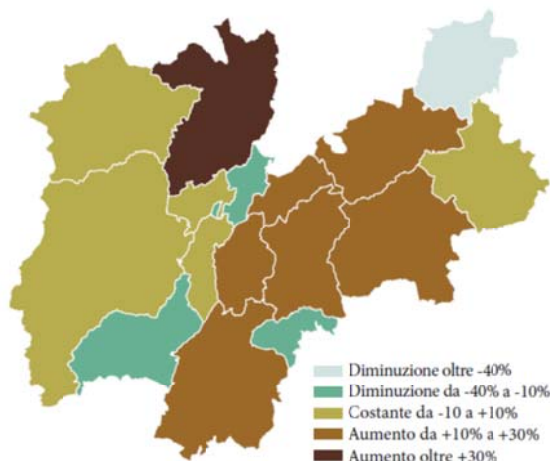 Diminuzione oltre -40%
Diminuzione da -40% a -10%
Costante da -10 a +10%
Aumento da +10% a +30%
Aumento oltre +30%